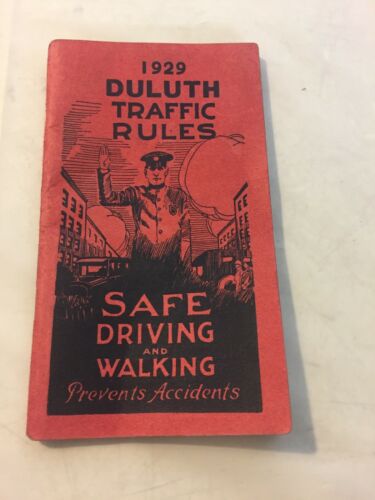 1929
DULUTH
TRAFFIC
RULES
SAFE
DRIVING
AND
WALKING
Prevents Accidents